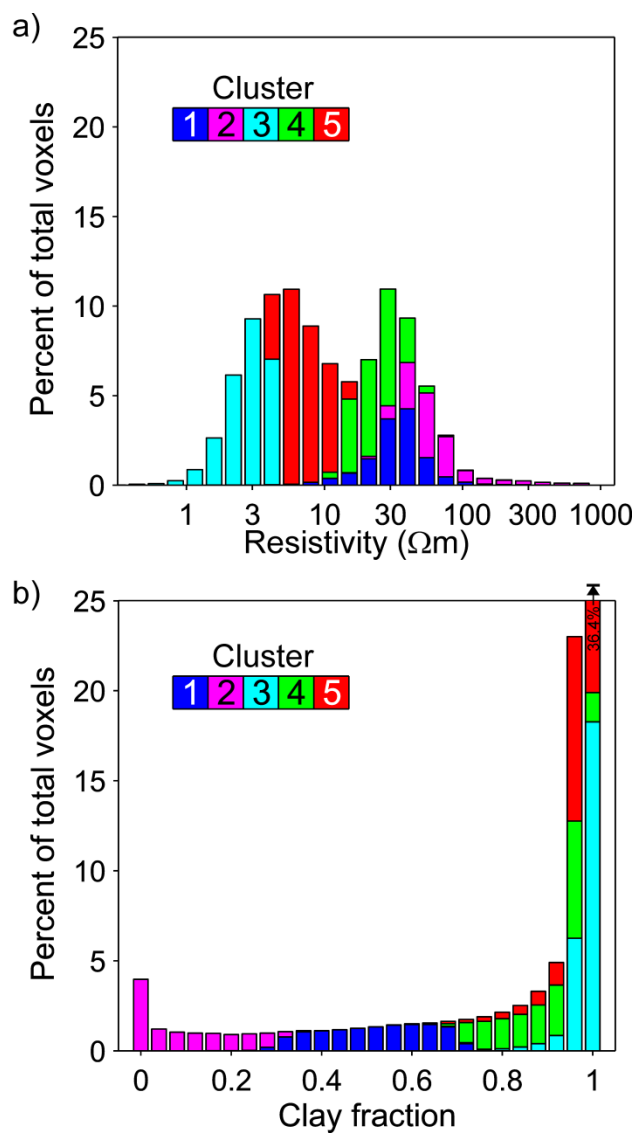 a)
Percent of total voxels
25
20
15
10
5
0
Cluster
1 2 3 4 5
1 3 10 30 100 300 1000
Resistivity (Ωm)
b)
Percent of total voxels
25
20
15
10
5
0
Cluster
1 2 3 4 5
36.4%
0 0.2 0.4 0.6 0.8 1
Clay fraction